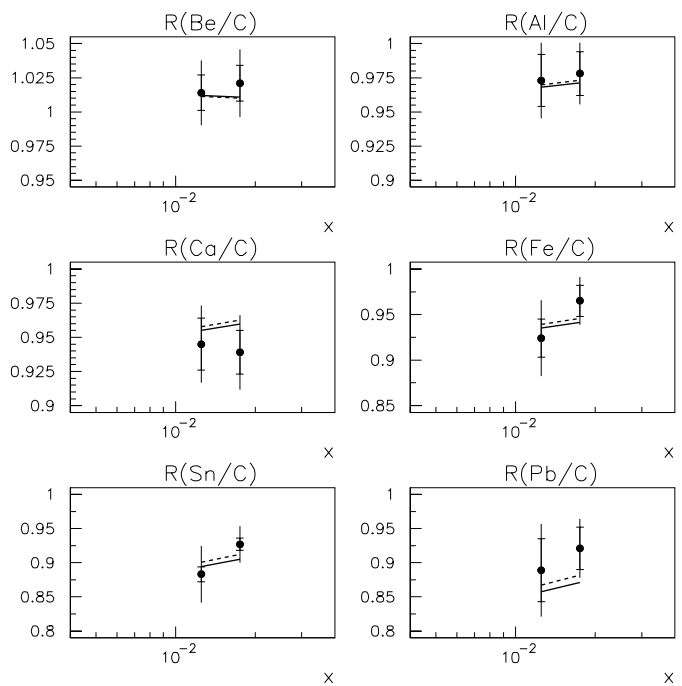 R(Be/C)
1.05
1.025
1
0.975
0.95
10-2
x
R(Al/C)
1
0.975
0.95
0.925
0.9
10-2
x
R(Ca/C)
1
0.975
0.95
0.925
0.9
10-2
x
R(Fe/C)
1
0.95
0.9
0.85
10-2
x
R(Sn/C)
1
0.95
0.9
0.85
0.8
10-2
x
R(Pb/C)
1
0.95
0.9
0.85
0.8
10-2
x